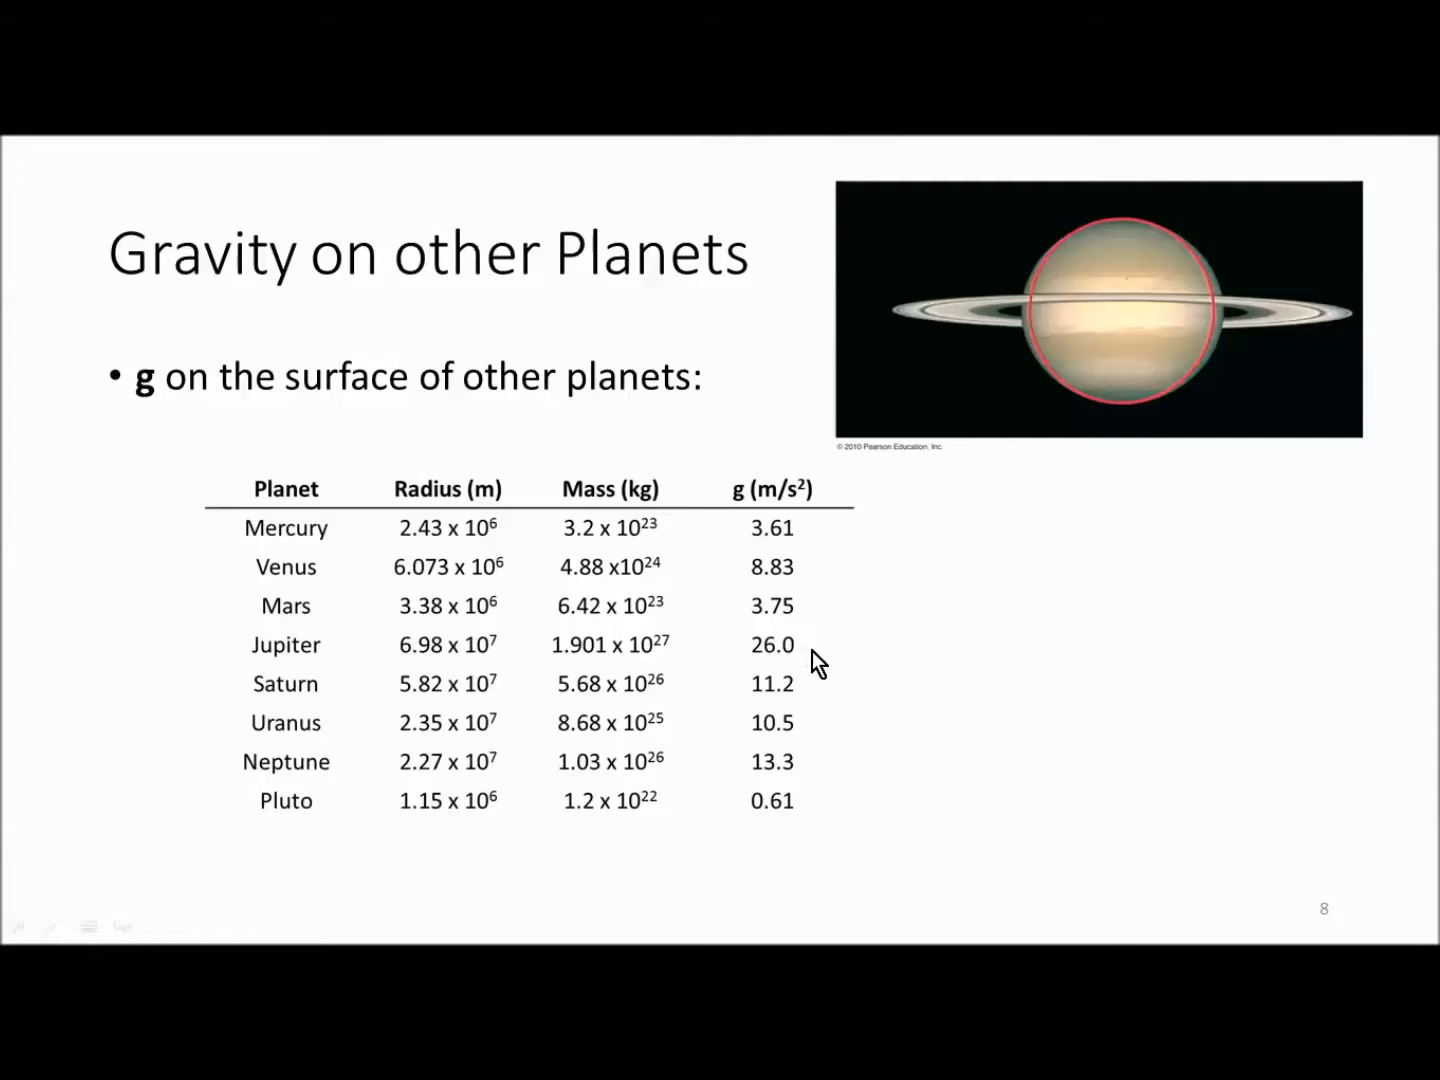 Gravity on other Planets
• g on the surface of other planets:
© 2010 Pearson Education, Inc
Planet Radius (m) Mass (kg) g (m/s²)
Mercury 2.43 x 10⁶ 3.2 x 10²³ 3.61
Venus 6.073 x 10⁶ 4.88 x10²⁴ 8.83
Mars 3.38 x 10⁶ 6.42 x 10²³ 3.75
Jupiter 6.98 x 10⁷ 1.901 x 10²⁷ 26.0
Saturn 5.82 x 10⁷ 5.68 x 10²⁶ 11.2
Uranus 2.35 x 10⁷ 8.68 x 10²⁵ 10.5
Neptune 2.27 x 10⁷ 1.03 x 10²⁶ 13.3
Pluto 1.15 x 10⁶ 1.2 x 10²² 0.61
8